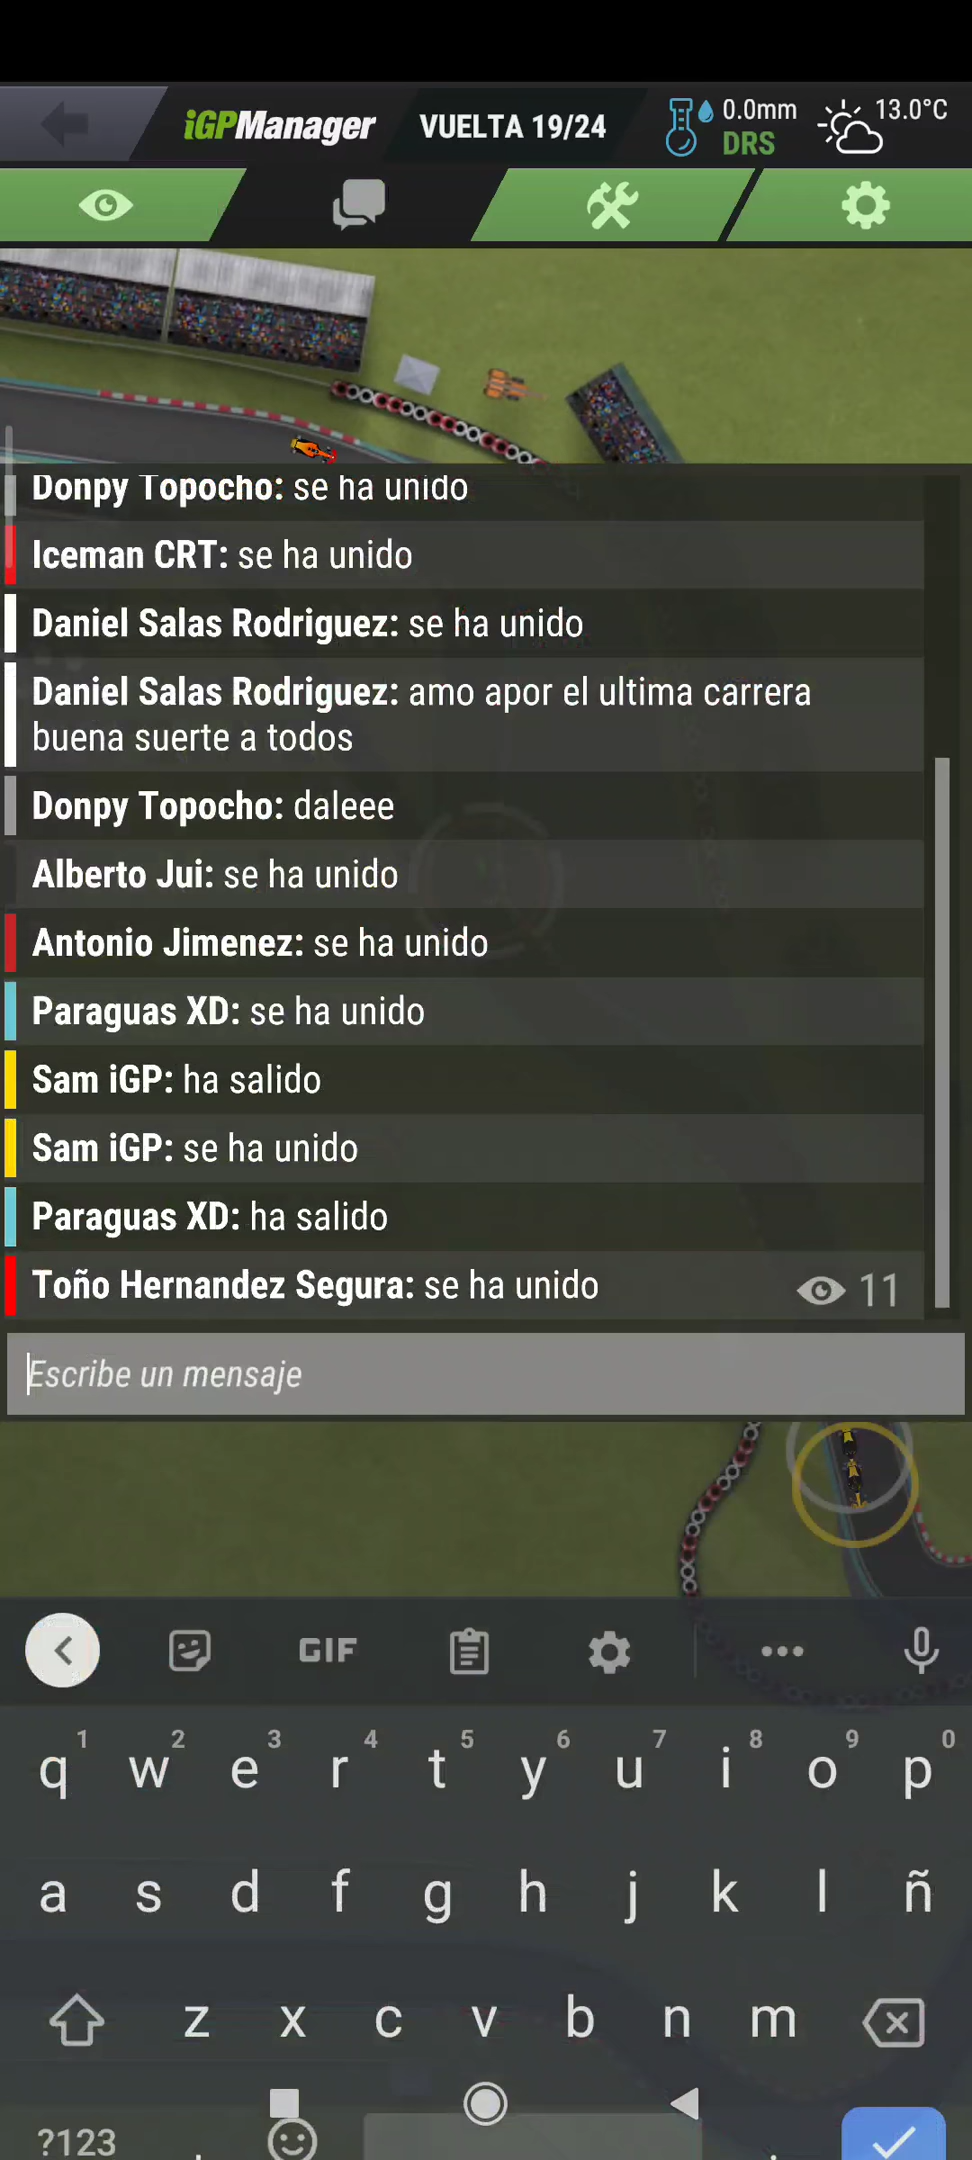 iGPManager VUELTA 19/24 0.0mm DRS 13.0°C
Donpy Topocho: se ha unido
Iceman CRT: se ha unido
Daniel Salas Rodriguez: se ha unido
Daniel Salas Rodriguez: amo apor el ultima carrera
buena suerte a todos
Donpy Topocho: daleee
Alberto Jui: se ha unido
Antonio Jimenez: se ha unido
Paraguas XD: se ha unido
Sam iGP: ha salido
Sam iGP: se ha unido
Paraguas XD: ha salido
Toño Hernandez Segura: se ha unido 11
Escribe un mensaje
GIF
1 2 3 4 5 6 7 8 9 0
q w e r t y u i o p
a s d f g h j k l ñ
z x c v b n m
?123 , .